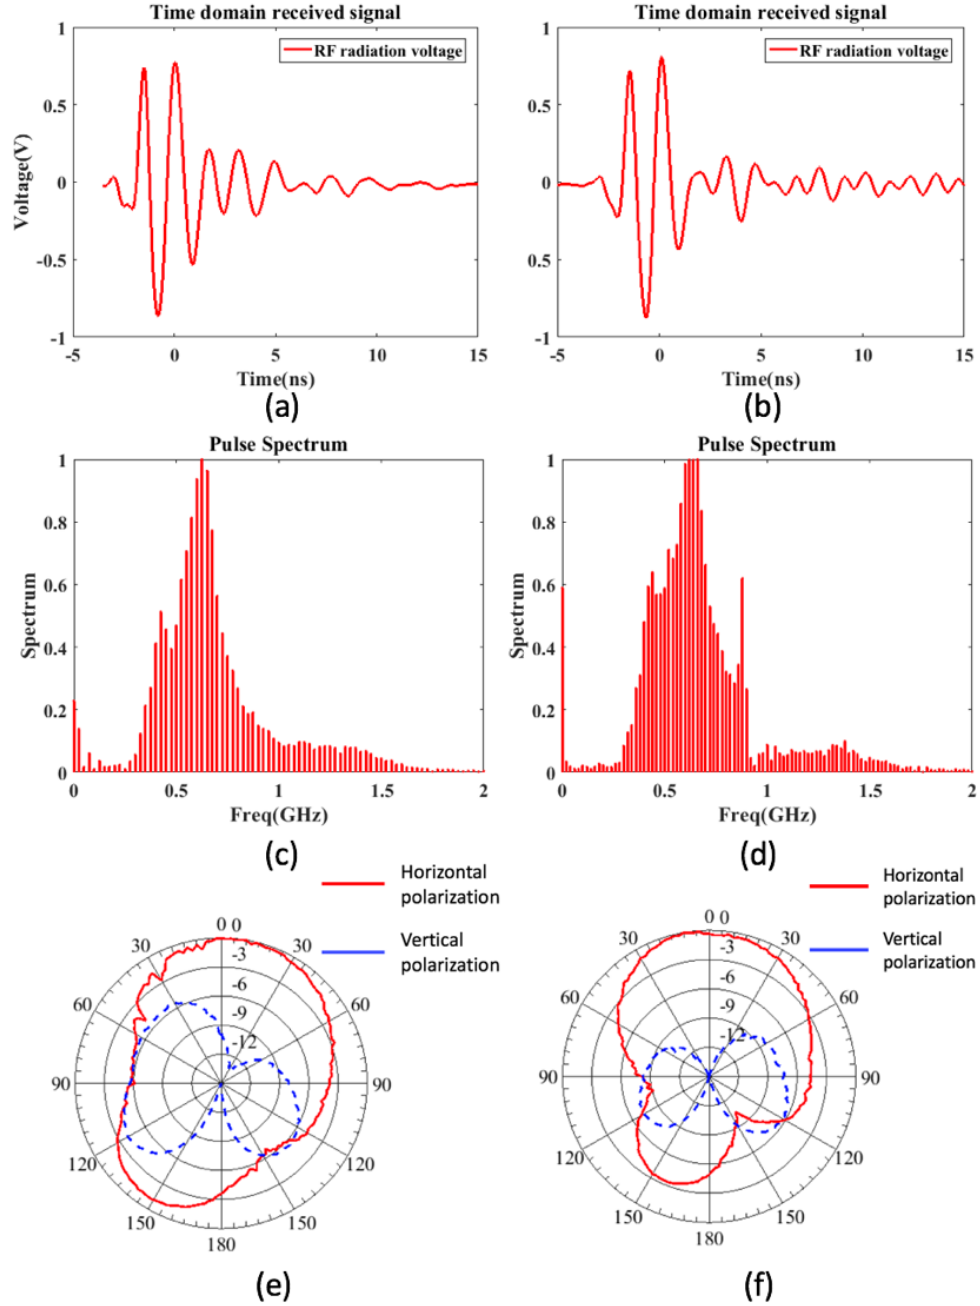 Time domain received signal
1
0.5
0
-0.5
-1
-5
0
5
10
15
Voltage(V)
Time(ns)
RF radiation voltage
(a)
Time domain received signal
1
0.5
0
-0.5
-1
-5
0
5
10
15
Time(ns)
RF radiation voltage
(b)
Pulse Spectrum
1
0.8
0.6
0.4
0.2
0
0
0.5
1
1.5
2
Spectrum
Freq(GHz)
(c)
Pulse Spectrum
1
0.8
0.6
0.4
0.2
0
0
0.5
1
1.5
2
Spectrum
Freq(GHz)
(d)
Horizontal
polarization
Vertical
polarization
0 0
30
-3
-6
-9
-12
60
60
90
90
120
120
150
150
180
(e)
Horizontal
polarization
Vertical
polarization
0 0
30
30
-3
-6
-9
-12
60
60
90
90
120
120
150
150
180
(f)